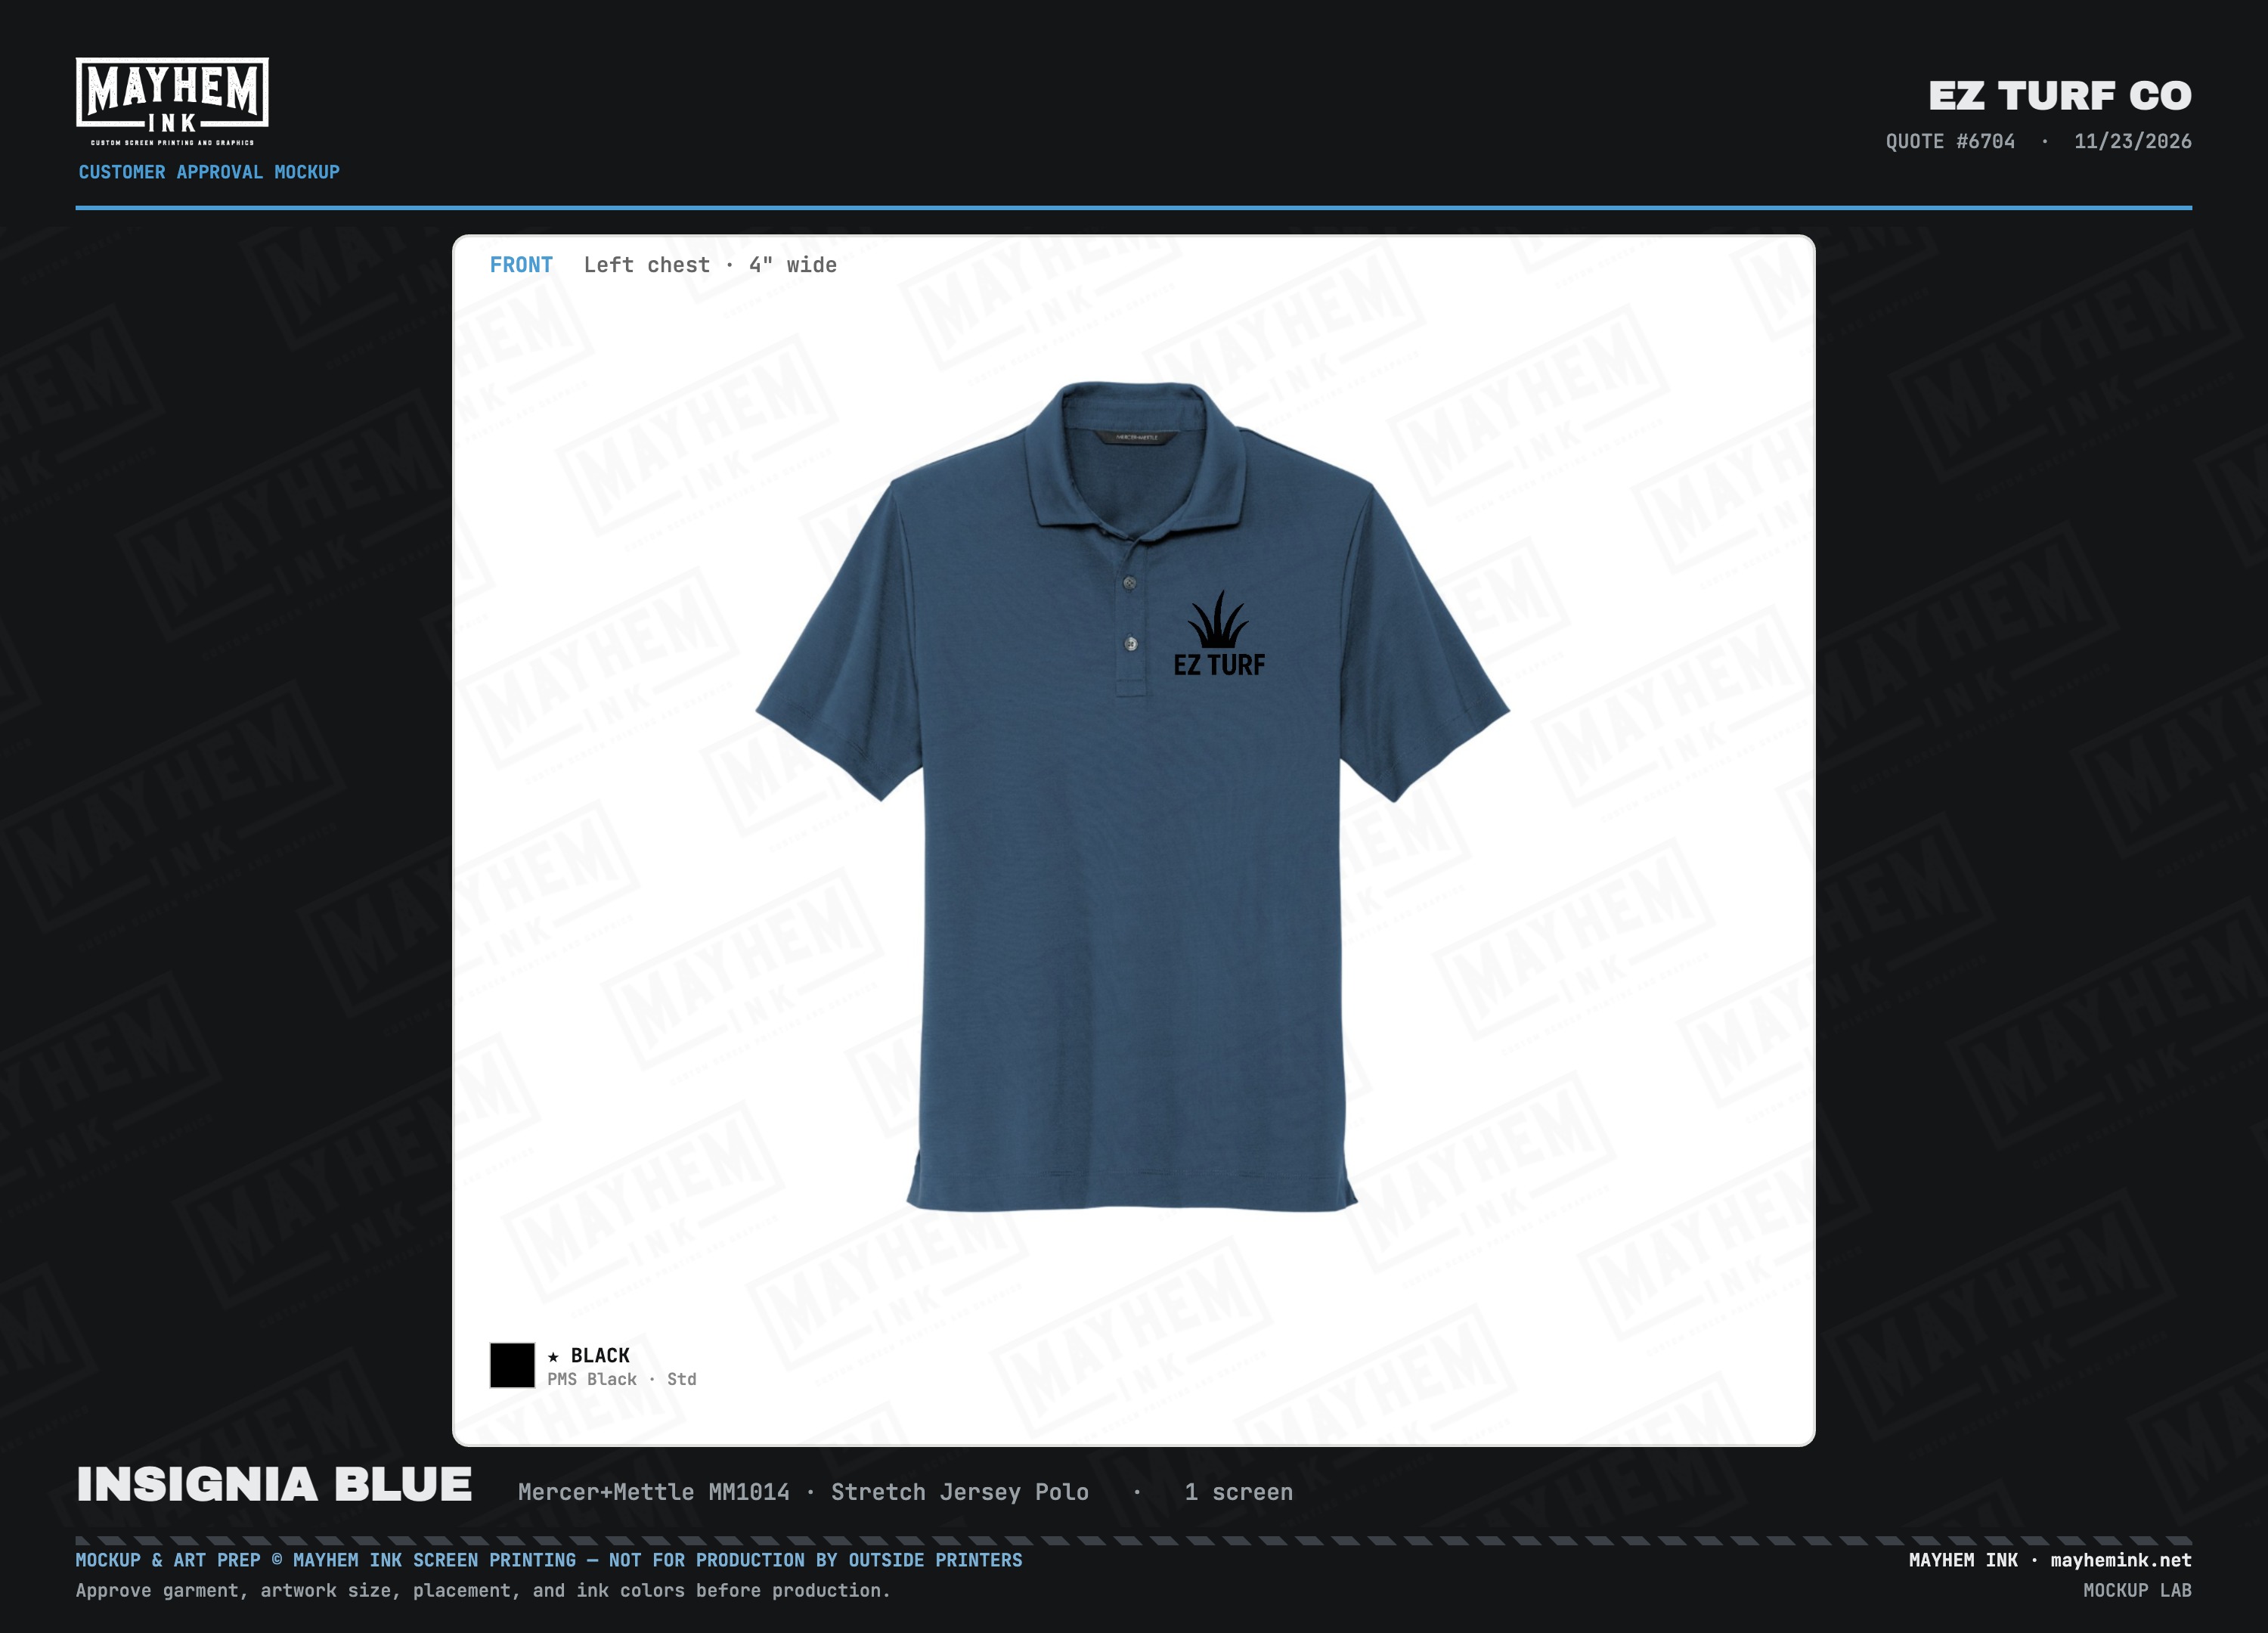 MAYHEM
INK
CUSTOM SCREEN PRINTING AND GRAPHICS
CUSTOMER APPROVAL MOCKUP
EZ TURF CO
QUOTE #6704 · 11/23/2026
FRONT Left chest · 4" wide
MERCER+METTLE
EZ TURF
★ BLACK
PMS Black · Std
INSIGNIA BLUE Mercer+Mettle MM1014 · Stretch Jersey Polo · 1 screen
MOCKUP & ART PREP © MAYHEM INK SCREEN PRINTING — NOT FOR PRODUCTION BY OUTSIDE PRINTERS
Approve garment, artwork size, placement, and ink colors before production.
MAYHEM INK · mayhemink.net
MOCKUP LAB